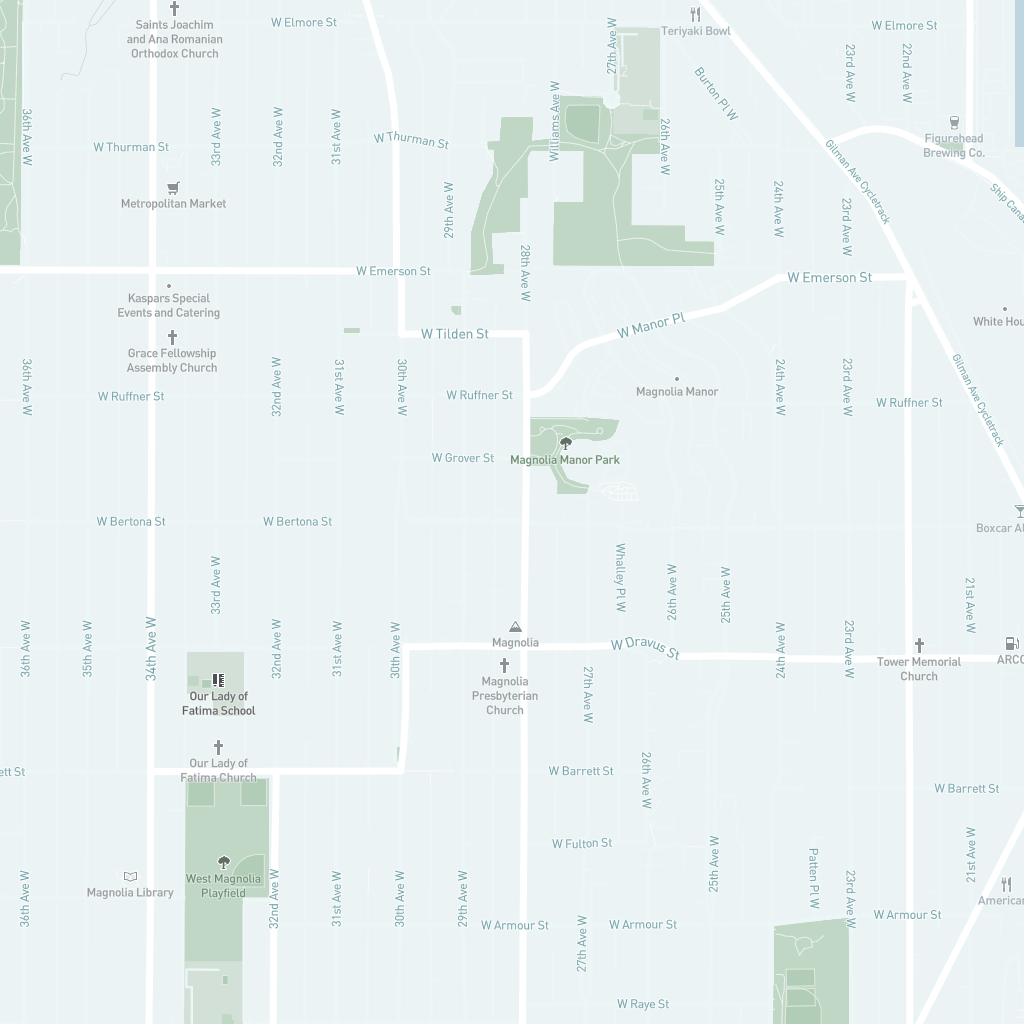 Saints Joachim
and Ana Romanian
Orthodox Church
W Elmore St
27th Ave W
Teriyaki Bowl
W Elmore St
23rd Ave W
22nd Ave W
Burton Pl W
36th Ave W
33rd Ave W
32nd Ave W
31st Ave W
W Thurman St
W Thurman St
Williams Ave W
26th Ave W
Figurehead
Brewing Co.
Gilman Ave Cycletrack
Metropolitan Market
29th Ave W
25th Ave W
24th Ave W
23rd Ave W
28th Ave W
W Emerson St
W Emerson St
Kaspars Special
Events and Catering
W Tilden St
W Manor Pl
White Hou
Grace Fellowship
Assembly Church
36th Ave W
32nd Ave W
31st Ave W
30th Ave W
24th Ave W
23rd Ave W
Gilman Ave Cycletrack
W Ruffner St
W Ruffner St
Magnolia Manor
W Ruffner St
W Grover St
Magnolia Manor Park
W Bertona St
W Bertona St
33rd Ave W
Whalley Pl W
26th Ave W
25th Ave W
21st Ave W
36th Ave W
35th Ave W
34th Ave W
32nd Ave W
31st Ave W
30th Ave W
Magnolia
W Dravus St
24th Ave W
23rd Ave W
Tower Memorial
Church
ARCO
Magnolia
Presbyterian
Church
27th Ave W
Our Lady of
Fatima School
Our Lady of
Fatima Church
ett St
W Barrett St
26th Ave W
W Barrett St
W Fulton St
25th Ave W
Patten Pl W
21st Ave W
Magnolia Library
West Magnolia
Playfield
36th Ave W
32nd Ave W
31st Ave W
30th Ave W
29th Ave W
23rd Ave W
American
W Armour St
W Armour St
W Armour St
27th Ave W
W Raye St